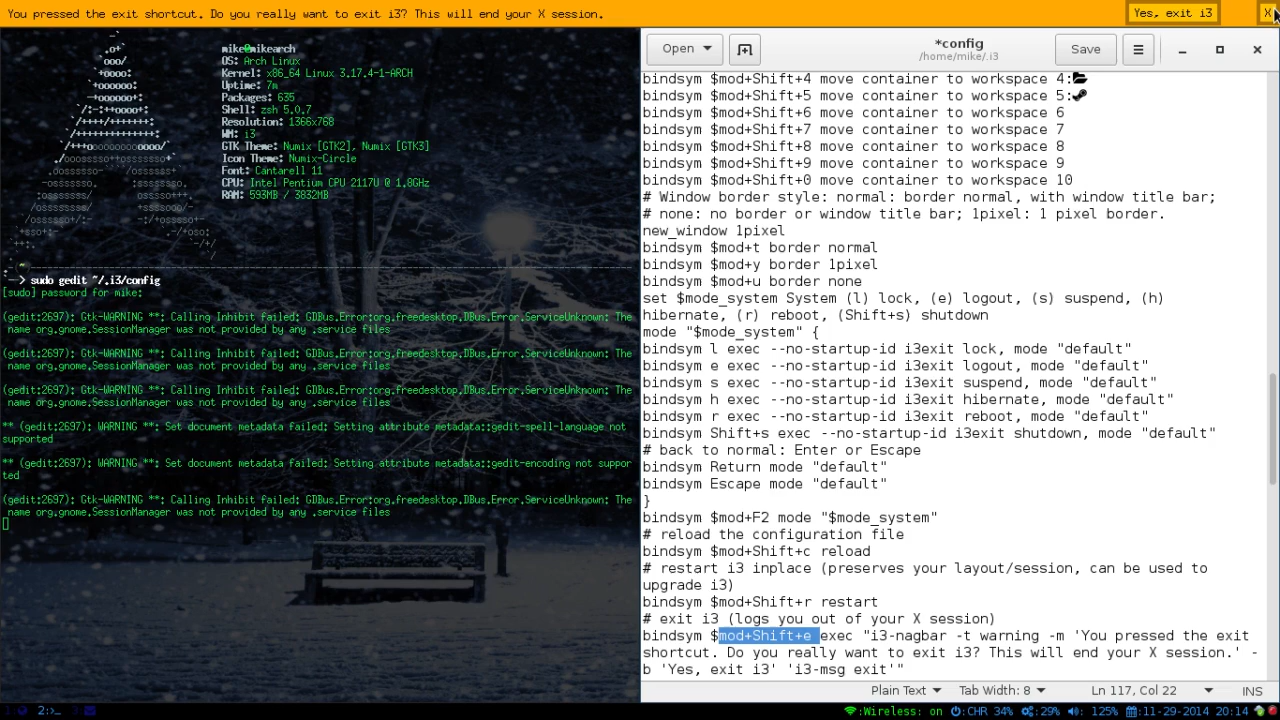 You pressed the exit shortcut. Do you really want to exit i3? This will end your X session.
Yes, exit i3
X
mike@mikearch
OS: Arch Linux
Kernel: x86_64 Linux 3.17.4-1-ARCH
Uptime: 7m
Packages: 635
Shell: zsh 5.0.7
Resolution: 1366x768
WM: i3
GTK Theme: Numix [GTK2], Numix [GTK3]
Icon Theme: Numix-Circle
Font: Cantarell 11
CPU: Intel Pentium CPU 2117U @ 1.8GHz
RAM: 593MB / 3832MB
sudo gedit ~/.i3/config
[sudo] password for mike:
(gedit:2697): Gtk-WARNING **: Calling Inhibit failed: GDBus.Error:org.freedesktop.DBus.Error.ServiceUnknown: The
name org.gnome.SessionManager was not provided by any .service files
(gedit:2697): Gtk-WARNING **: Calling Inhibit failed: GDBus.Error:org.freedesktop.DBus.Error.ServiceUnknown: The
name org.gnome.SessionManager was not provided by any .service files
(gedit:2697): Gtk-WARNING **: Calling Inhibit failed: GDBus.Error:org.freedesktop.DBus.Error.ServiceUnknown: The
name org.gnome.SessionManager was not provided by any .service files
** (gedit:2697): WARNING **: Set document metadata failed: Setting attribute metadata::gedit-spell-language not
supported
** (gedit:2697): WARNING **: Set document metadata failed: Setting attribute metadata::gedit-encoding not suppor
ted
(gedit:2697): Gtk-WARNING **: Calling Inhibit failed: GDBus.Error:org.freedesktop.DBus.Error.ServiceUnknown: The
name org.gnome.SessionManager was not provided by any .service files
Open
*config
/home/mike/.i3
Save
bindsym $mod+Shift+4 move container to workspace 4:
bindsym $mod+Shift+5 move container to workspace 5:
bindsym $mod+Shift+6 move container to workspace 6
bindsym $mod+Shift+7 move container to workspace 7
bindsym $mod+Shift+8 move container to workspace 8
bindsym $mod+Shift+9 move container to workspace 9
bindsym $mod+Shift+0 move container to workspace 10
# Window border style: normal: border normal, with window title bar;
# none: no border or window title bar; 1pixel: 1 pixel border.
new_window 1pixel
bindsym $mod+t border normal
bindsym $mod+y border 1pixel
bindsym $mod+u border none
set $mode_system System (l) lock, (e) logout, (s) suspend, (h)
hibernate, (r) reboot, (Shift+s) shutdown
mode "$mode_system" {
bindsym l exec --no-startup-id i3exit lock, mode "default"
bindsym e exec --no-startup-id i3exit logout, mode "default"
bindsym s exec --no-startup-id i3exit suspend, mode "default"
bindsym h exec --no-startup-id i3exit hibernate, mode "default"
bindsym r exec --no-startup-id i3exit reboot, mode "default"
bindsym Shift+s exec --no-startup-id i3exit shutdown, mode "default"
# back to normal: Enter or Escape
bindsym Return mode "default"
bindsym Escape mode "default"
}
bindsym $mod+F2 mode "$mode_system"
# reload the configuration file
bindsym $mod+Shift+c reload
# restart i3 inplace (preserves your layout/session, can be used to
upgrade i3)
bindsym $mod+Shift+r restart
# exit i3 (logs you out of your X session)
bindsym $mod+Shift+e exec "i3-nagbar -t warning -m 'You pressed the exit
shortcut. Do you really want to exit i3? This will end your X session.' -
b 'Yes, exit i3' 'i3-msg exit'"
Plain Text
Tab Width: 8
Ln 117, Col 22
INS
2:>_
:Wireless: on :CHR 34% :29% : 125% :11-29-2014 20:14